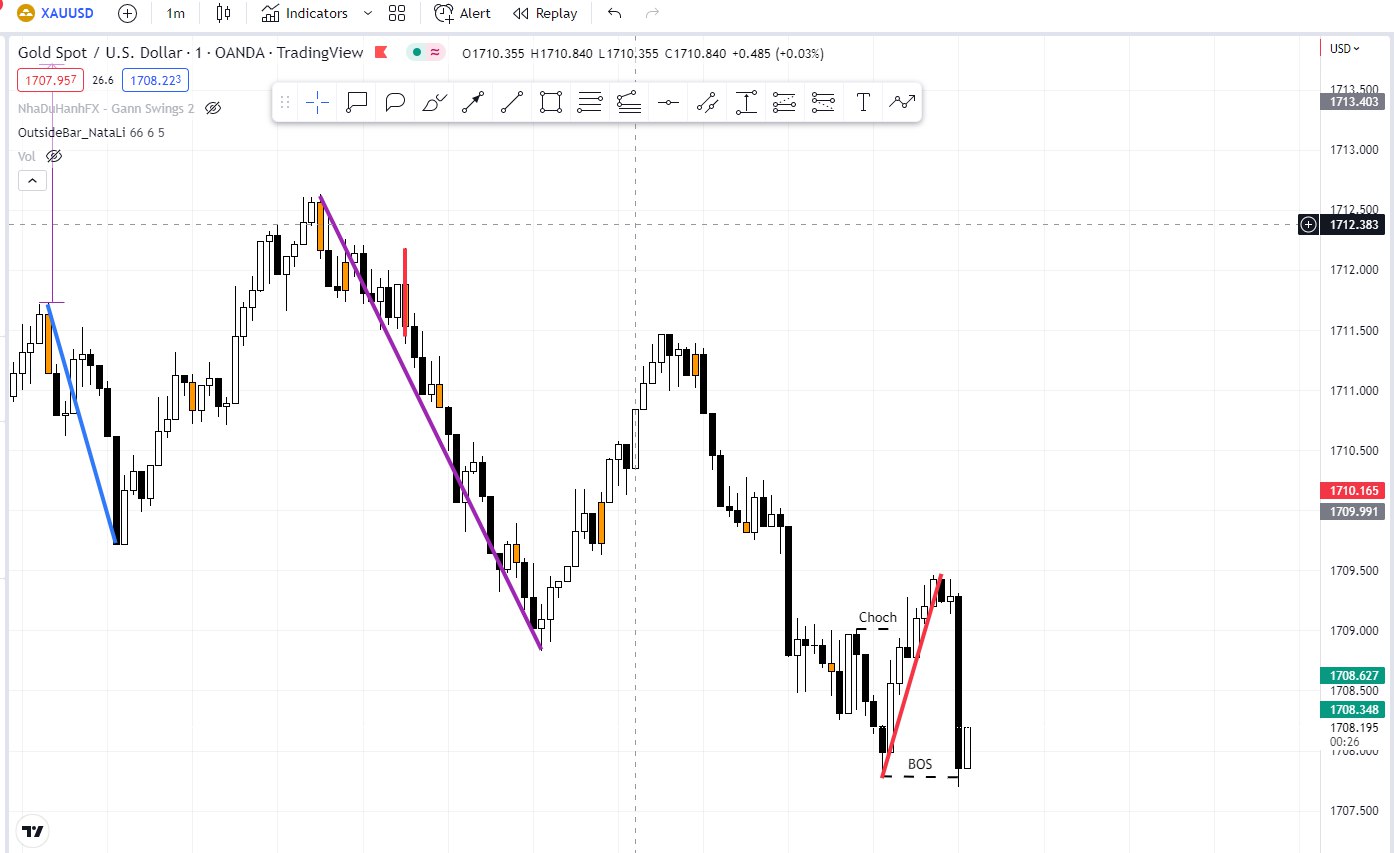 XAUUSD 1m Indicators Alert Replay
Gold Spot / U.S. Dollar · 1 · OANDA · TradingView O1710.355 H1710.840 L1710.355 C1710.840 +0.485 (+0.03%)
USD
1707.957 26.6 1708.223
NhaDuHanhFX - Gann Swings 2
OutsideBar_NataLi 66 6 5
Vol
1713.500
1713.403
1713.000
1712.500
1712.383
1712.000
1711.500
1711.000
1710.500
1710.165
1709.991
1709.500
Choch
1709.000
1708.627
1708.500
1708.348
1708.195
00:26
1708.000
BOS
1707.500